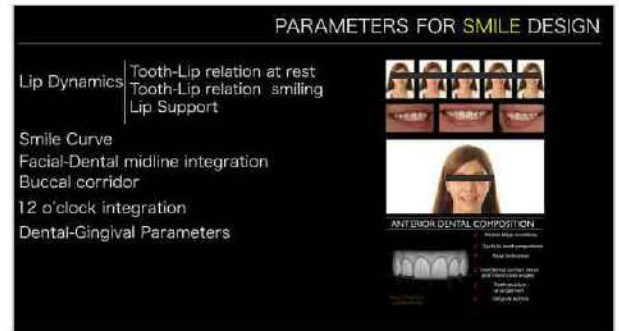 PARAMETERS FOR SMILE DESIGN
Lip Dynamics
Tooth-Lip relation at rest
Tooth-Lip relation smiling
Lip Support
Smile Curve
Facial-Dental midline integration
Buccal corridor
12 o'clock integration
Dental-Gingival Parameters
ANTERIOR DENTAL COMPOSITION